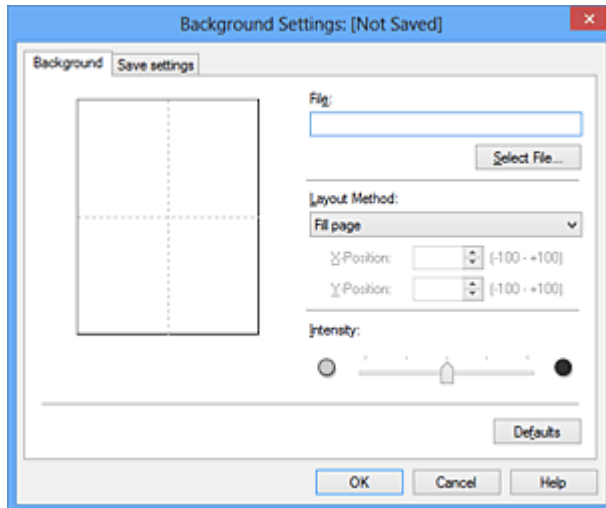 Background Settings: [Not Saved]
Background
Save settings
File:
Select File...
Layout Method:
Fill page
X-Position:
(-100 - +100)
Y-Position:
(-100 - +100)
Intensity:
Defaults
OK
Cancel
Help